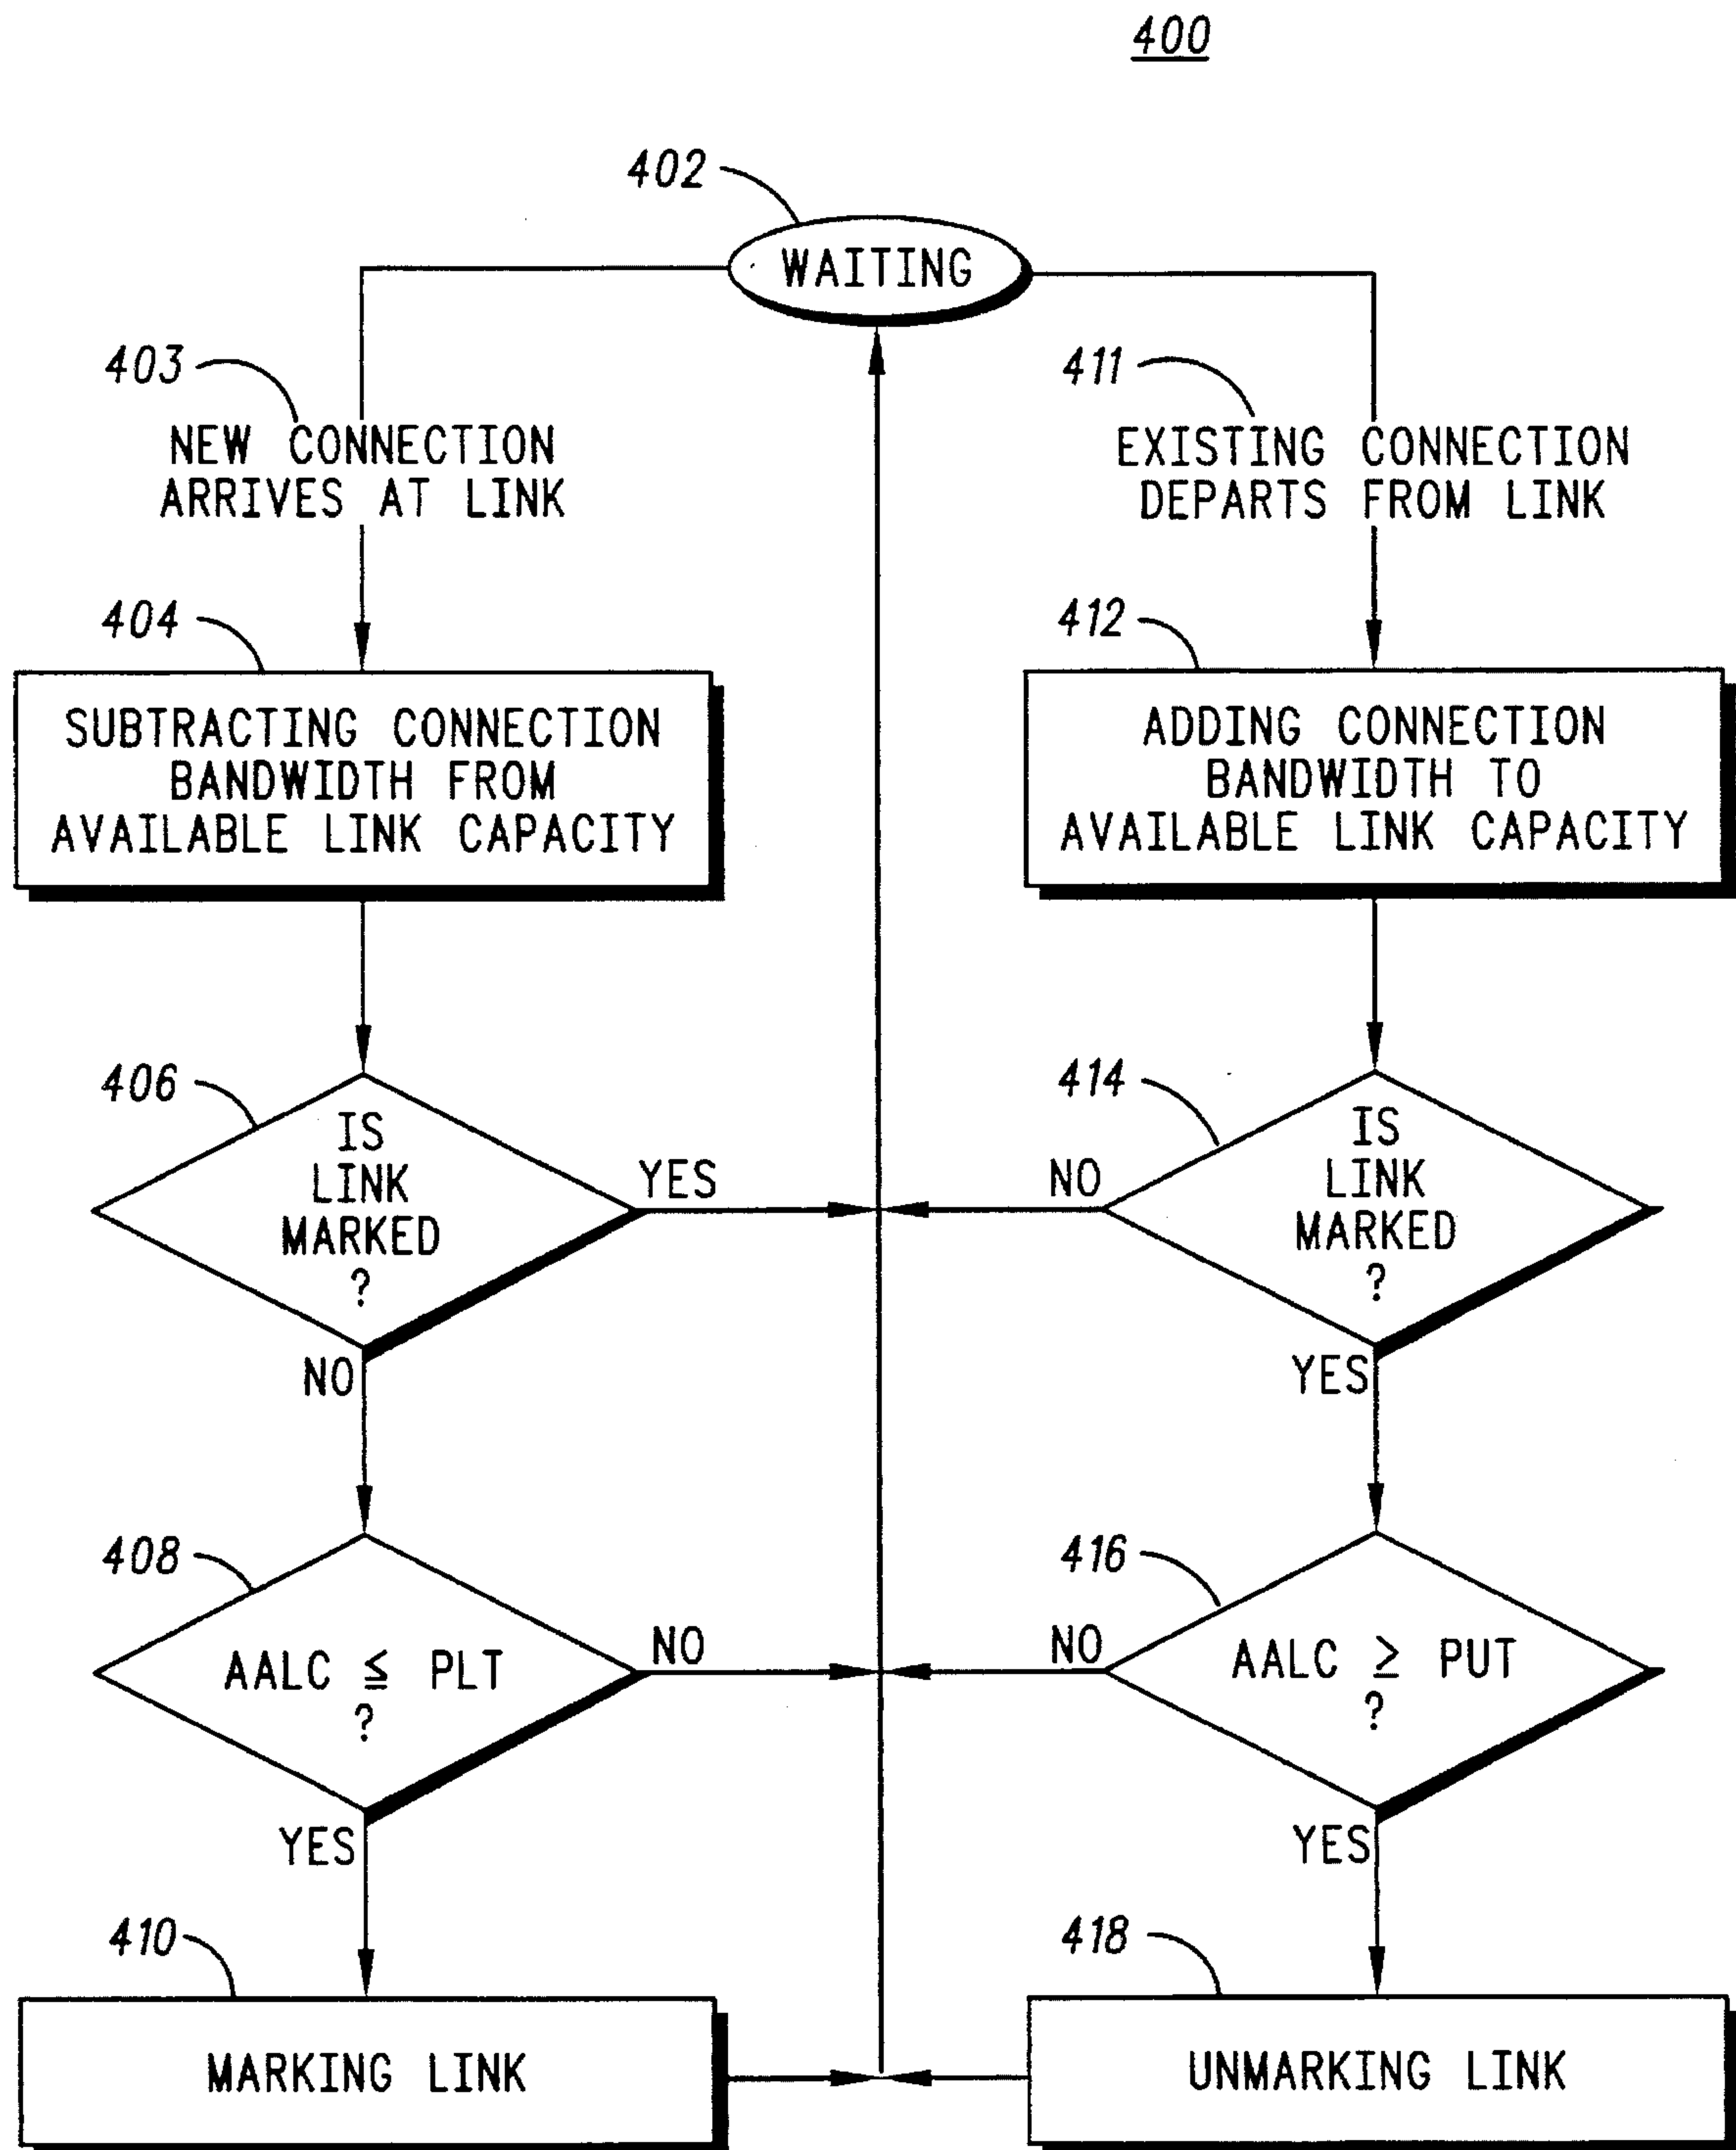 400
402
WAITING
403
NEW CONNECTION
ARRIVES AT LINK
411
EXISTING CONNECTION
DEPARTS FROM LINK
404
SUBTRACTING CONNECTION
BANDWIDTH FROM
AVAILABLE LINK CAPACITY
412
ADDING CONNECTION
BANDWIDTH TO
AVAILABLE LINK CAPACITY
406
IS
LINK
MARKED
?
YES
NO
414
IS
LINK
MARKED
?
NO
YES
408
AALC ≦ PLT
?
NO
YES
416
AALC ≥ PUT
?
NO
YES
410
MARKING LINK
418
UNMARKING LINK